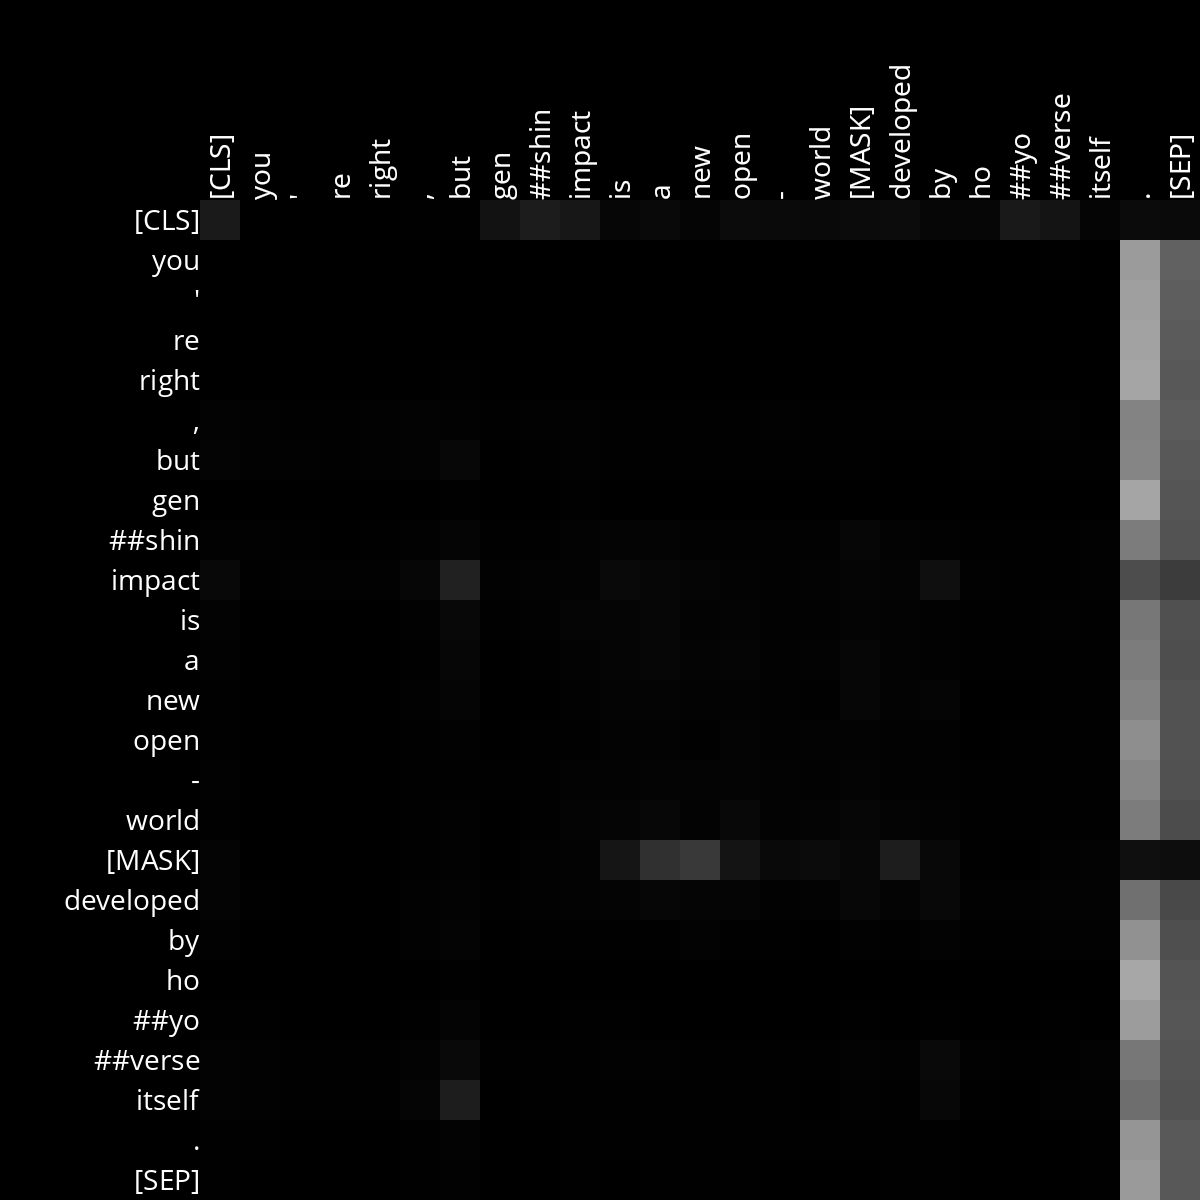 [CLS] you ' re right , but gen ##shin impact is a new open - world [MASK] developed by ho ##yo ##verse itself . [SEP]
[CLS]
you
'
re
right
,
but
gen
##shin
impact
is
a
new
open
-
world
[MASK]
developed
by
ho
##yo
##verse
itself
.
[SEP]